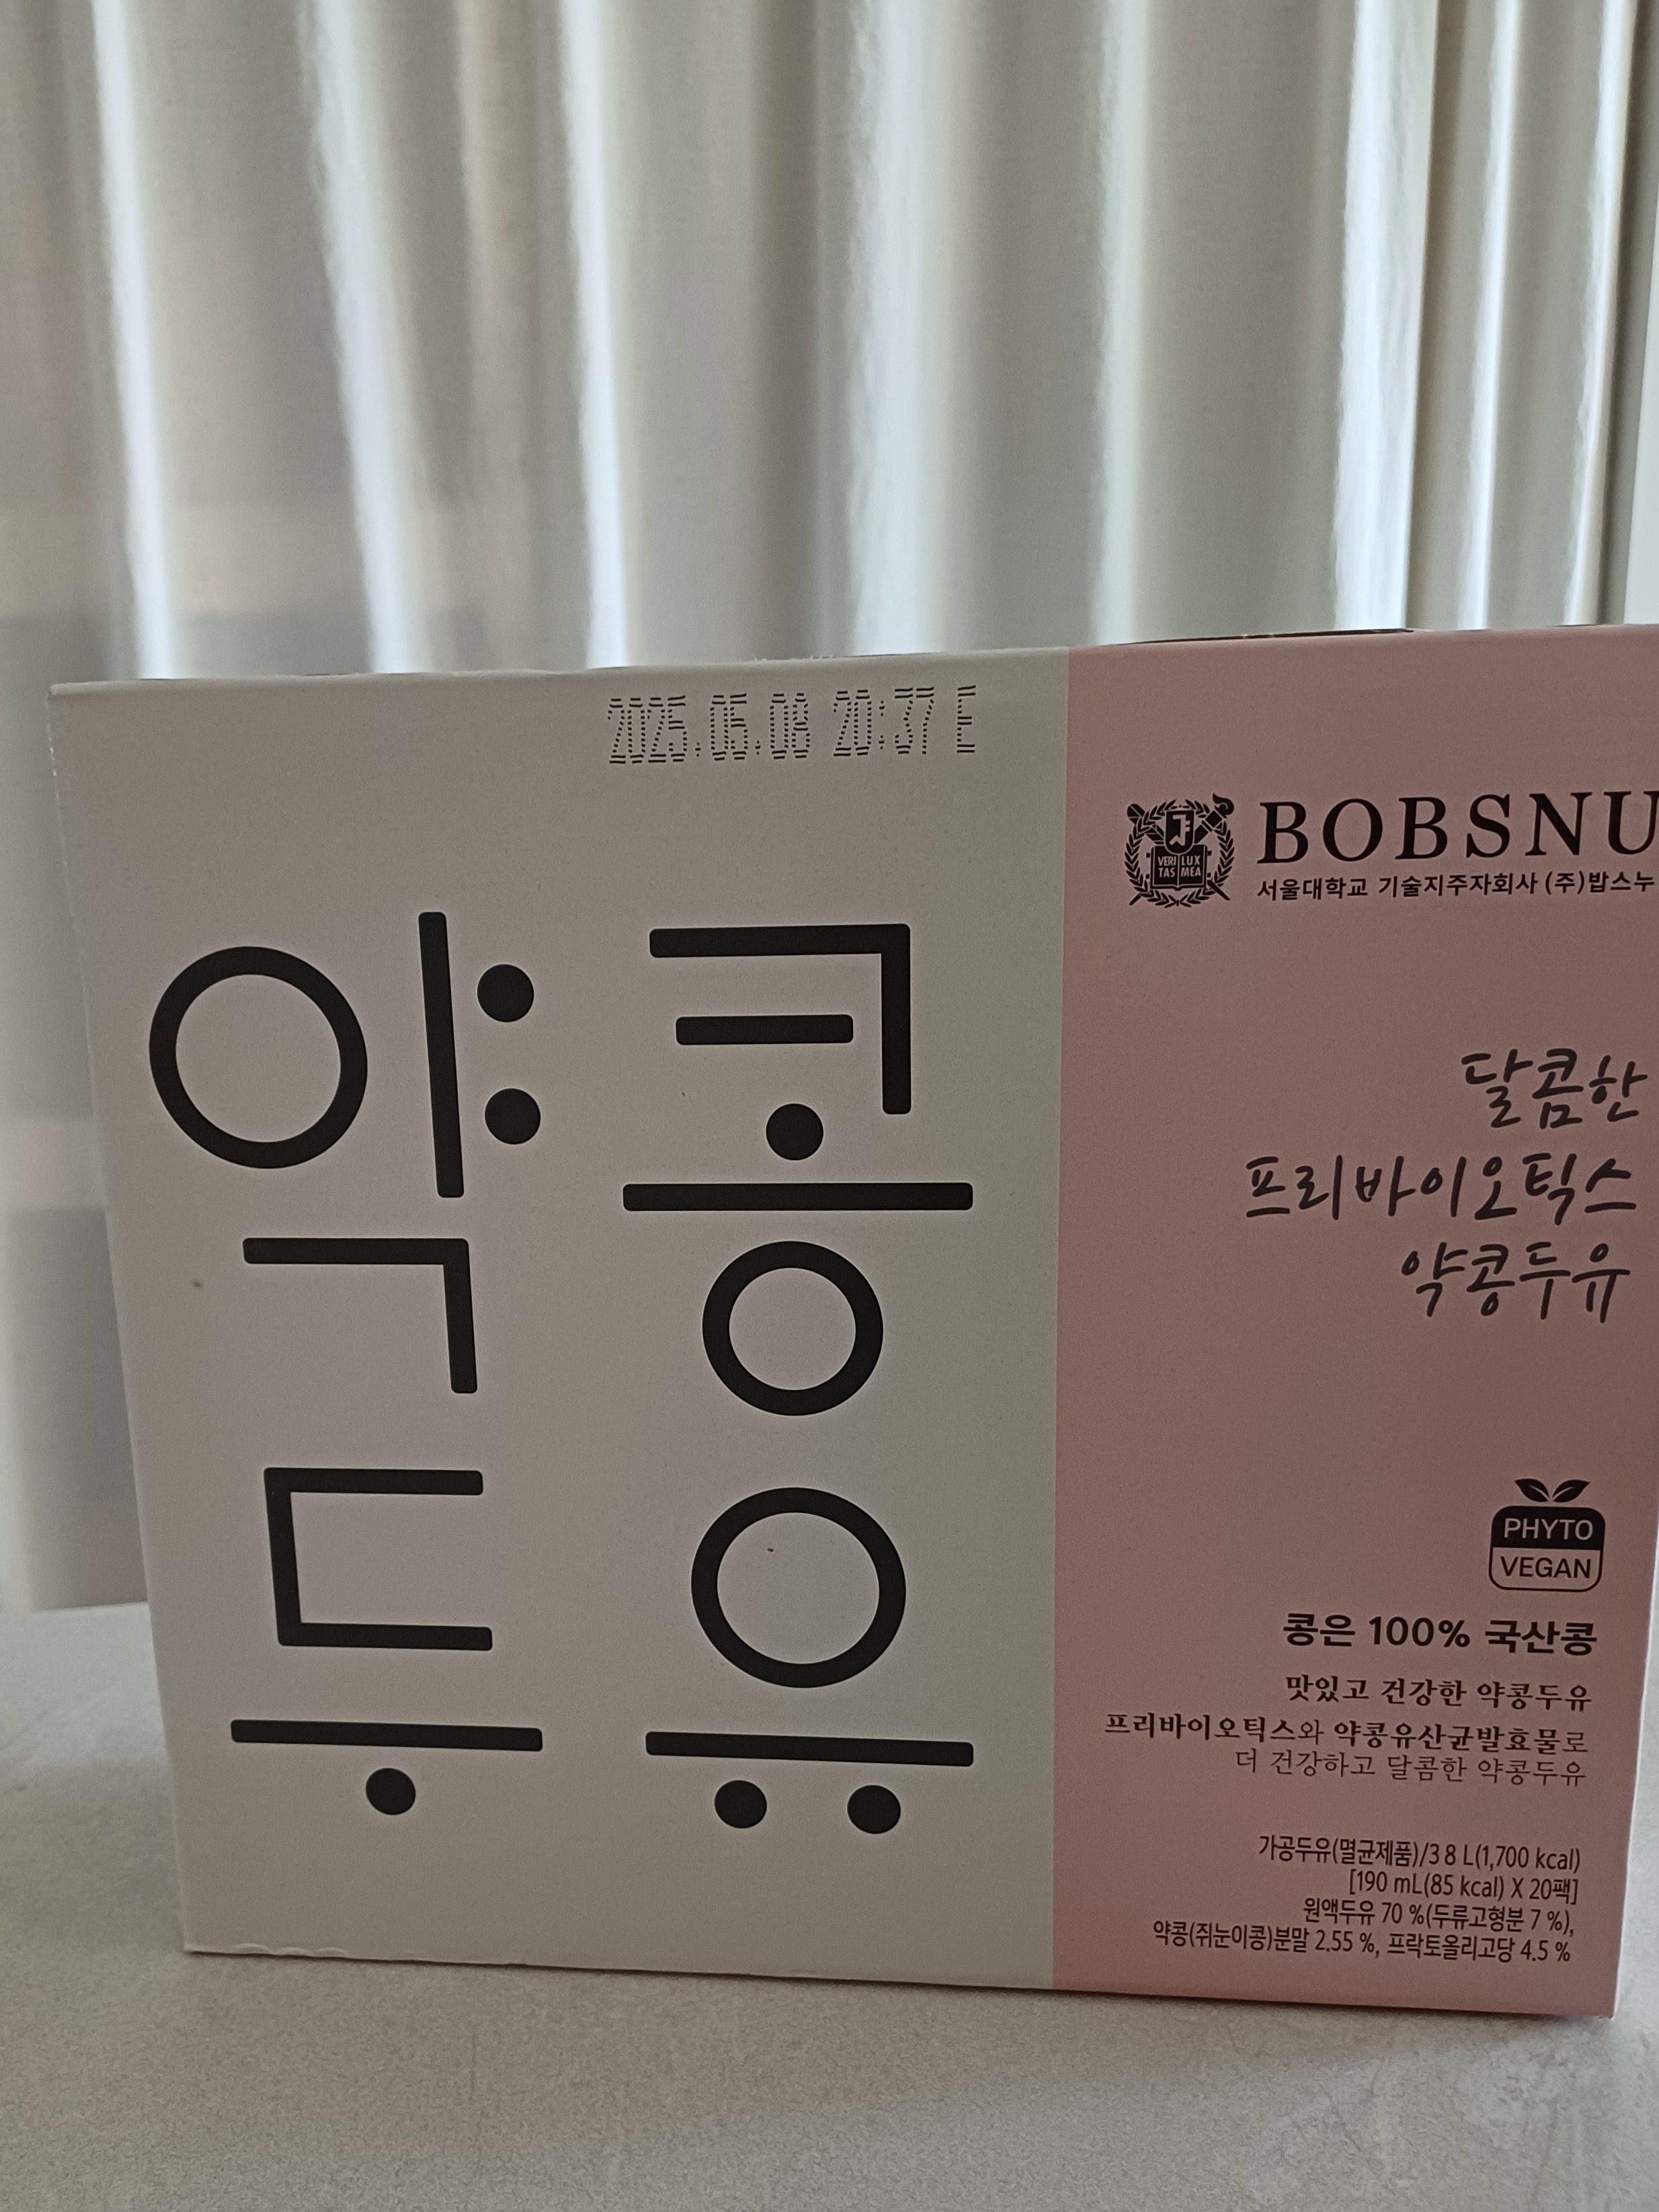 2025.05.08 20:37 E
약콩
두유
BOBSNU
VERI LUX
TAS MEA
서울대학교 기술지주자회사 (주)밥스누
달콤한
프리바이오틱스
약콩두유
PHYTO
VEGAN
콩은 100% 국산콩
맛있고 건강한 약콩두유
프리바이오틱스와 약콩유산균발효물로
더 건강하고 달콤한 약콩두유
가공두유(멸균제품)/3 8 L(1,700 kcal)
[190 mL(85 kcal) X 20팩]
원액두유 70 %(두류고형분 7 %),
약콩(쥐눈이콩)분말 2.55 %, 프락토올리고당 4.5 %